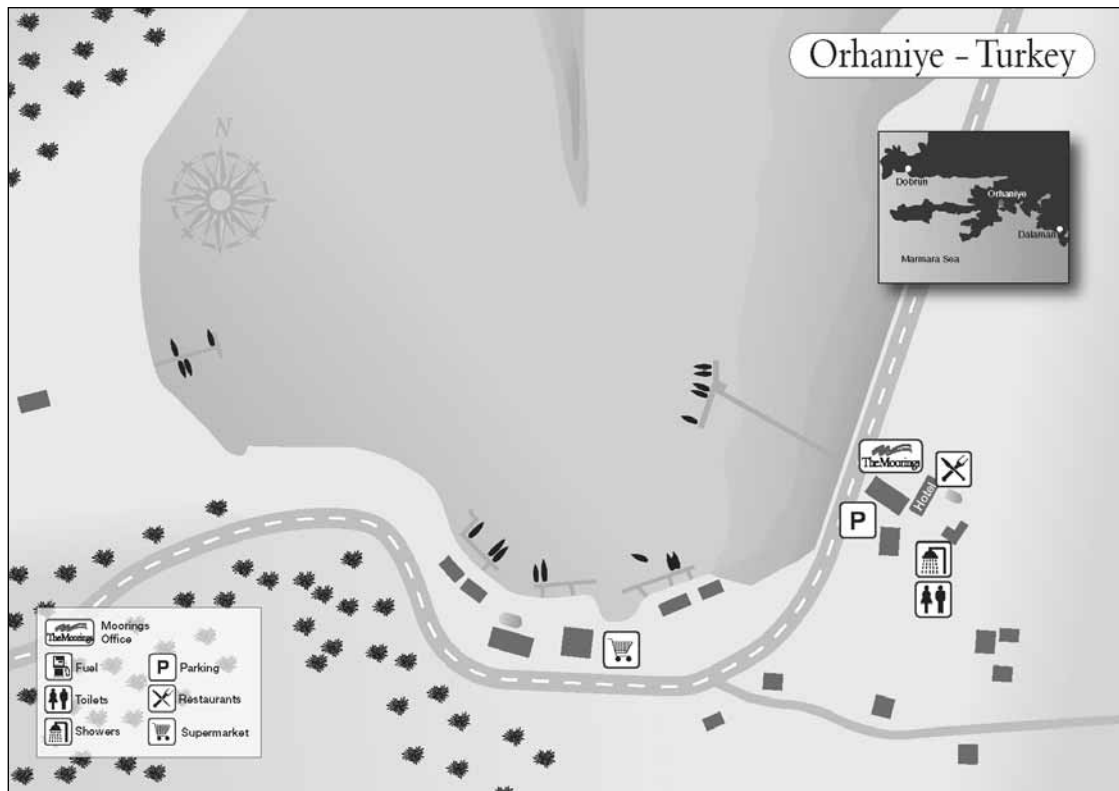 Orhaniye - Turkey
N
Dobrun
Orhaniye
Dalaman
Marmara Sea
The Moorings
Hotel
P
The Moorings
Moorings
Office
Fuel
P
Parking
Toilets
Restaurants
Showers
Supermarket